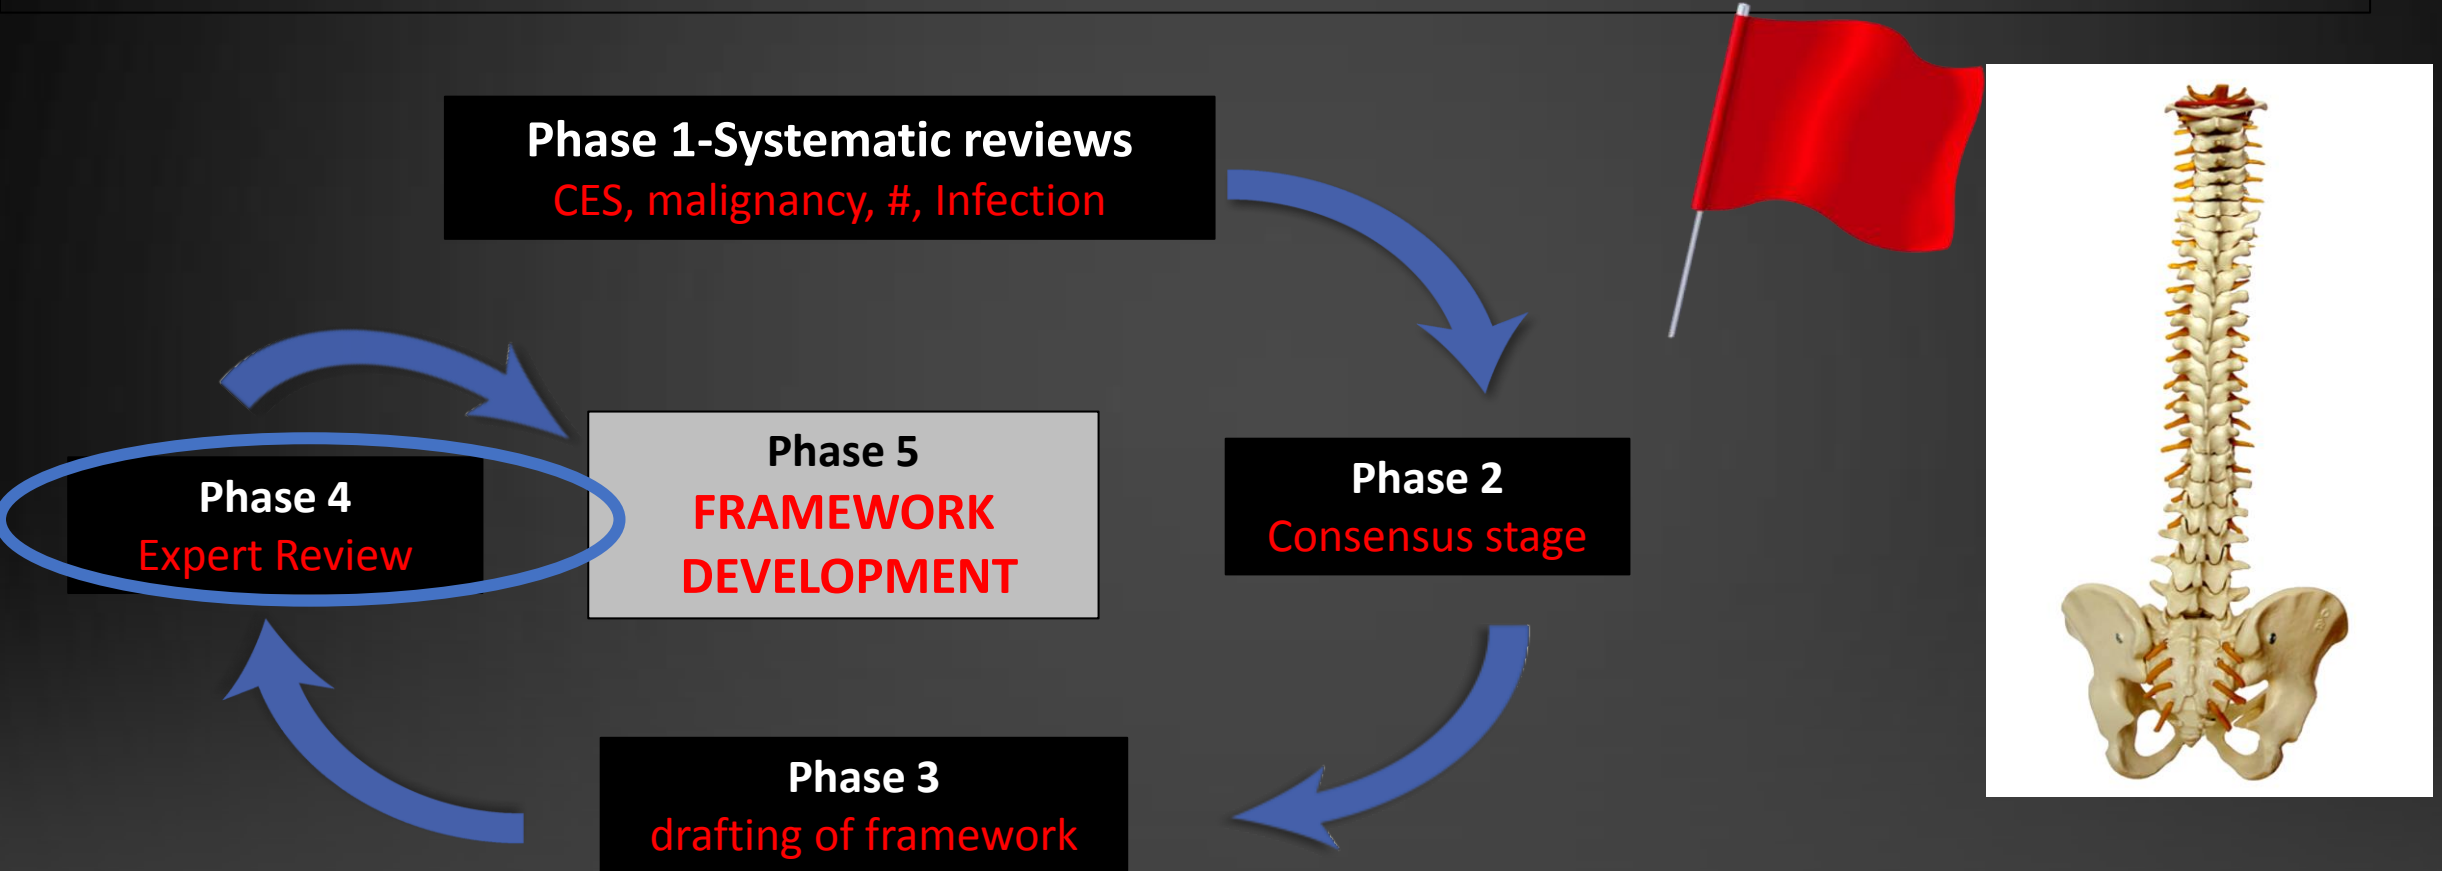 Phase 1-Systematic reviews
CES, malignancy, #, Infection
Phase 2
Consensus stage
Phase 3
drafting of framework
Phase 4
Expert Review
Phase 5
FRAMEWORK
DEVELOPMENT